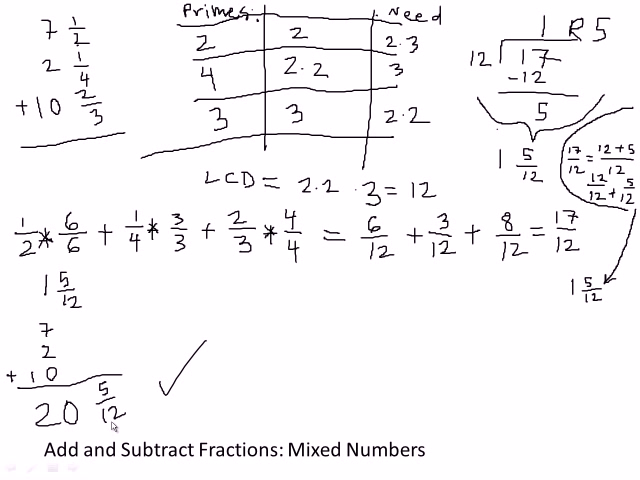 7 1/2
2 1/4
+ 10 2/3
Primes: Need
2 2 2·3
4 2·2 3
3 3 2·2
LCD = 2·2·3 = 12
1 R5
12 17
-12
5
1 5/12
17/12 = 12+5/12
12/12 + 5/12
1 5/12
1/2 * 6/6 + 1/4 * 3/3 + 2/3 * 4/4 = 6/12 + 3/12 + 8/12 = 17/12
1 5/12
7
2
+ 10
20 5/12
Add and Subtract Fractions: Mixed Numbers